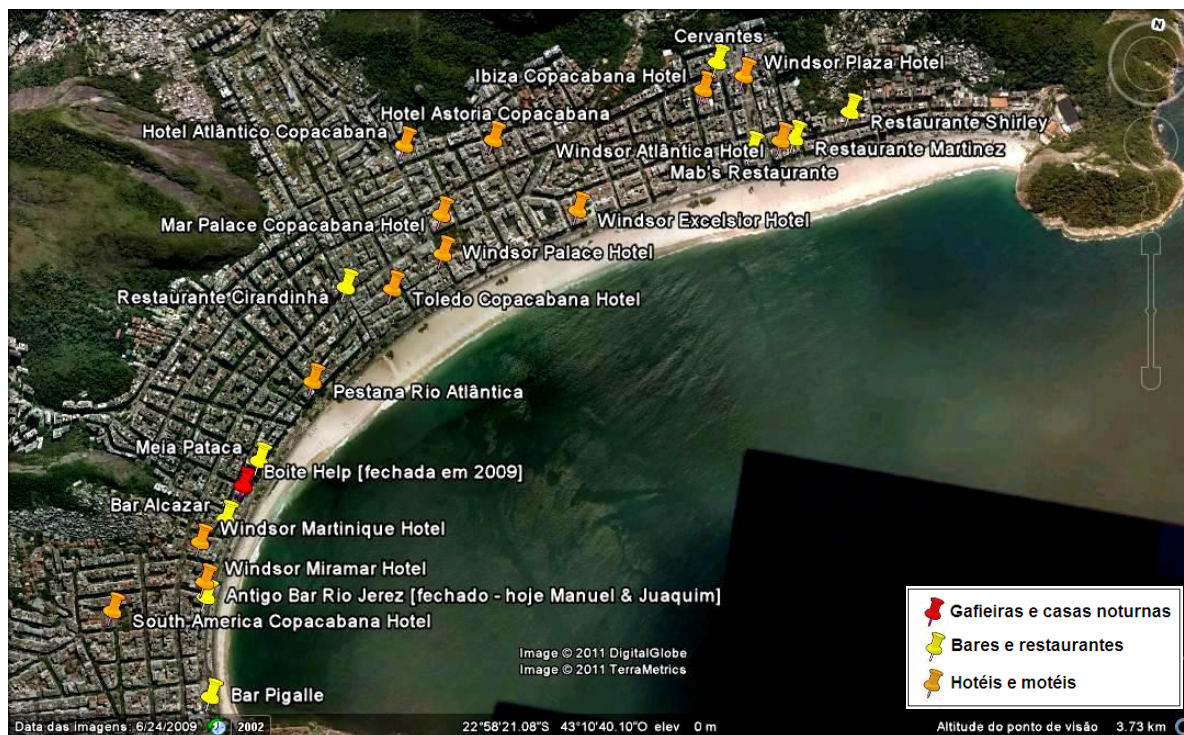 Cervantes
N
Windsor Plaza Hotel
Ibiza Copacabana Hotel
Hotel Astoria Copacabana
Hotel Atlântico Copacabana
Restaurante Shirley
Windsor Atlântica Hotel
Restaurante Martinez
Mab's Restaurante
Mar Palace Copacabana Hotel
Windsor Excelsior Hotel
Windsor Palace Hotel
Restaurante Cirandinha
Toledo Copacabana Hotel
Pestana Rio Atlântica
Meia Pataca
Boite Help [fechada em 2009]
Bar Alcazar
Windsor Martinique Hotel
Windsor Miramar Hotel
Antigo Bar Rio Jerez [fechado - hoje Manuel & Juaquim]
South America Copacabana Hotel
Bar Pigalle
Gafieiras e casas noturnas
Bares e restaurantes
Hotéis e motéis
Image © 2011 DigitalGlobe
Image © 2011 TerraMetrics
Data das imagens: 6/24/2009 2002 22°58'21.08"S 43°10'40.10"O elev 0 m Altitude do ponto de visão 3.73 km